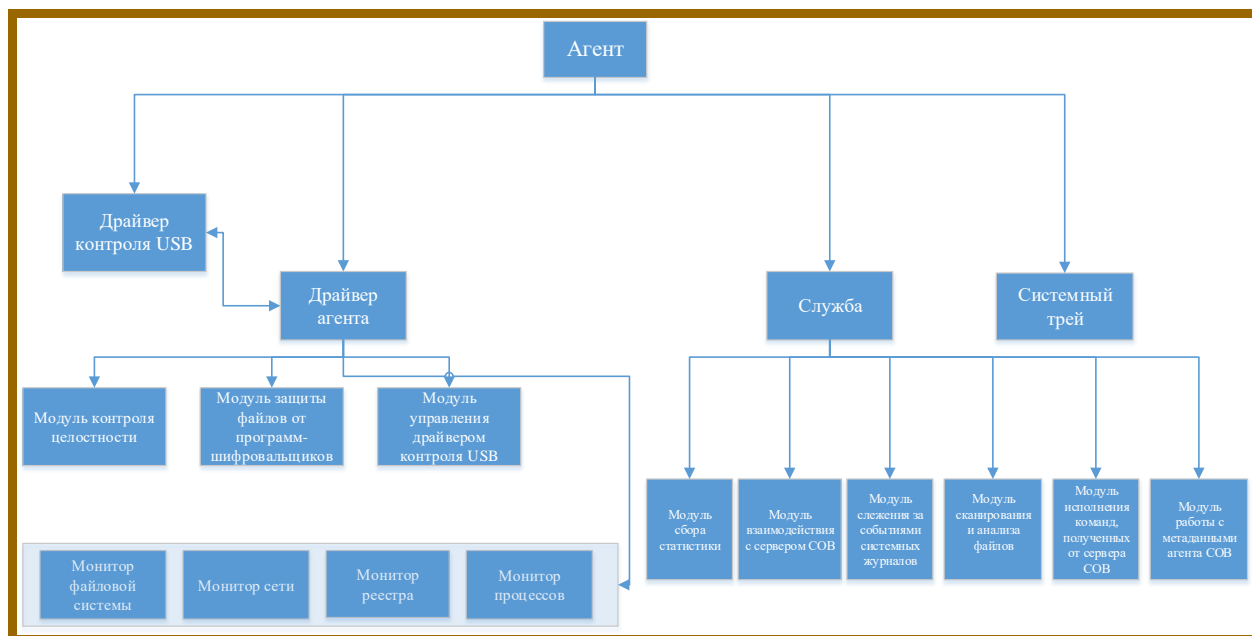 Агент
Драйвер
контроля USB
Драйвер
агента
Служба
Системный
трей
Модуль контроля
целостности
Модуль защиты
файлов от
программ-
шифровальщиков
Модуль
управления
драйвером
контроля USB
Модуль
сбора
статистики
Модуль
взаимодействия
с сервером СОВ
Модуль
слежения за
событиями
системных
журналов
Модуль
сканирования
и анализа
файлов
Модуль
исполнения
команд,
полученных
от сервера
СОВ
Модуль
работы с
метаданными
агента СОВ
Монитор
файловой
системы
Монитор сети
Монитор
реестра
Монитор
процессов